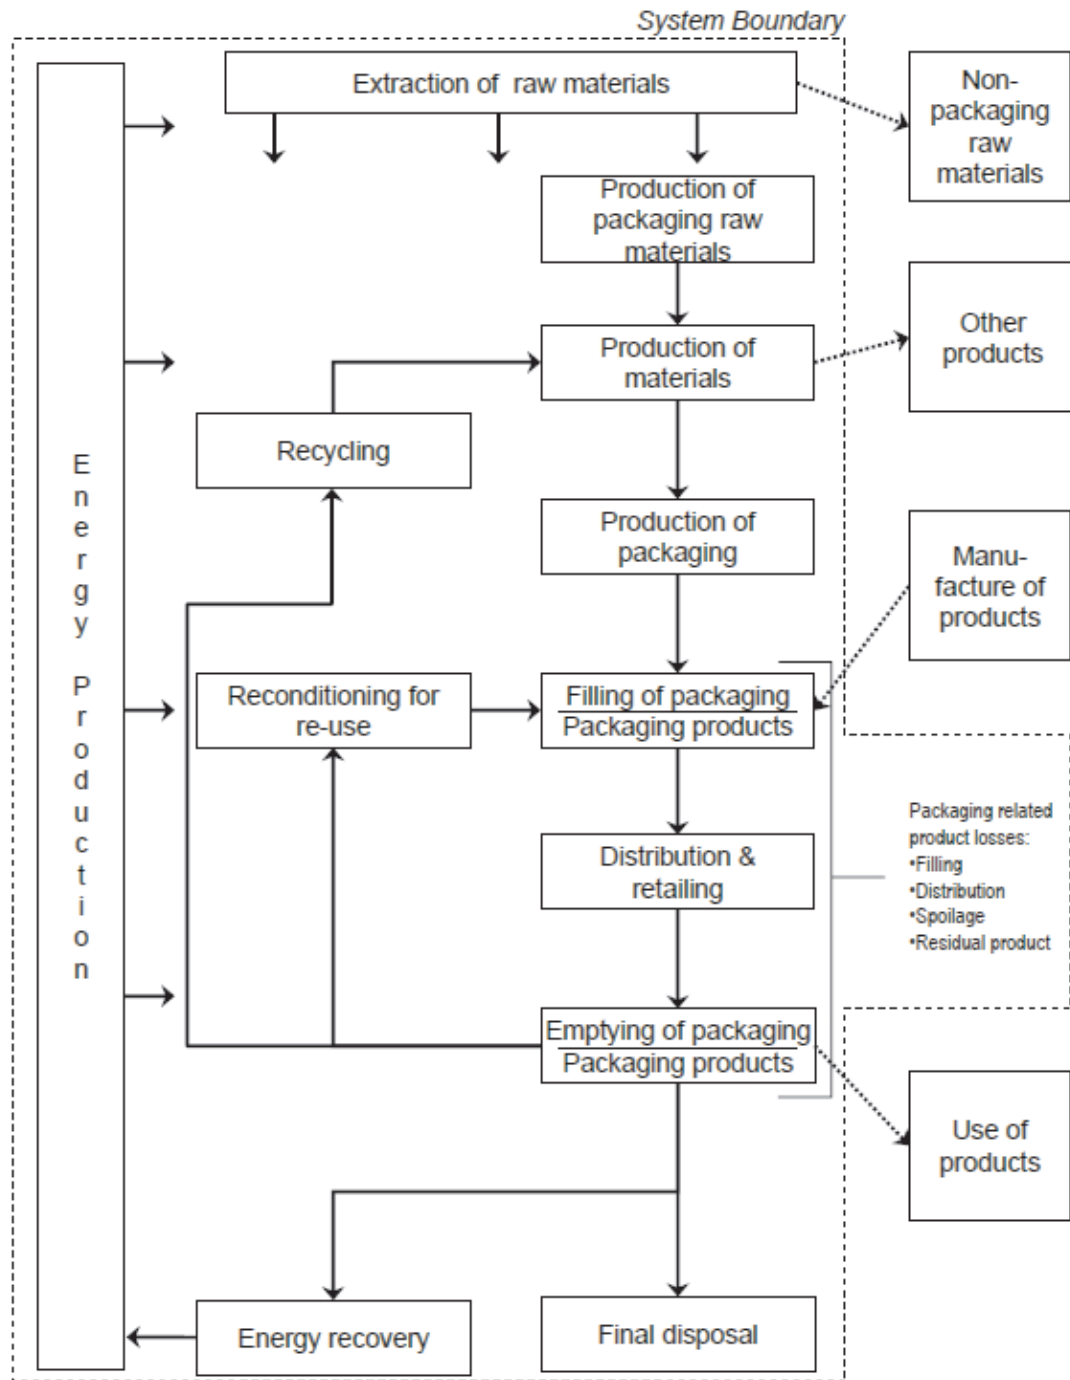 System Boundary
Extraction of raw materials
Non-
packaging
raw
materials
Production of
packaging raw
materials
Other
products
Production of
materials
Recycling
Energy Production
Production of
packaging
Manu-
facture of
products
Reconditioning for
re-use
Filling of packaging
Packaging products
Packaging related
product losses:
•Filling
•Distribution
•Spoilage
•Residual product
Distribution &
retailing
Emptying of packaging
Packaging products
Use of
products
Energy recovery
Final disposal